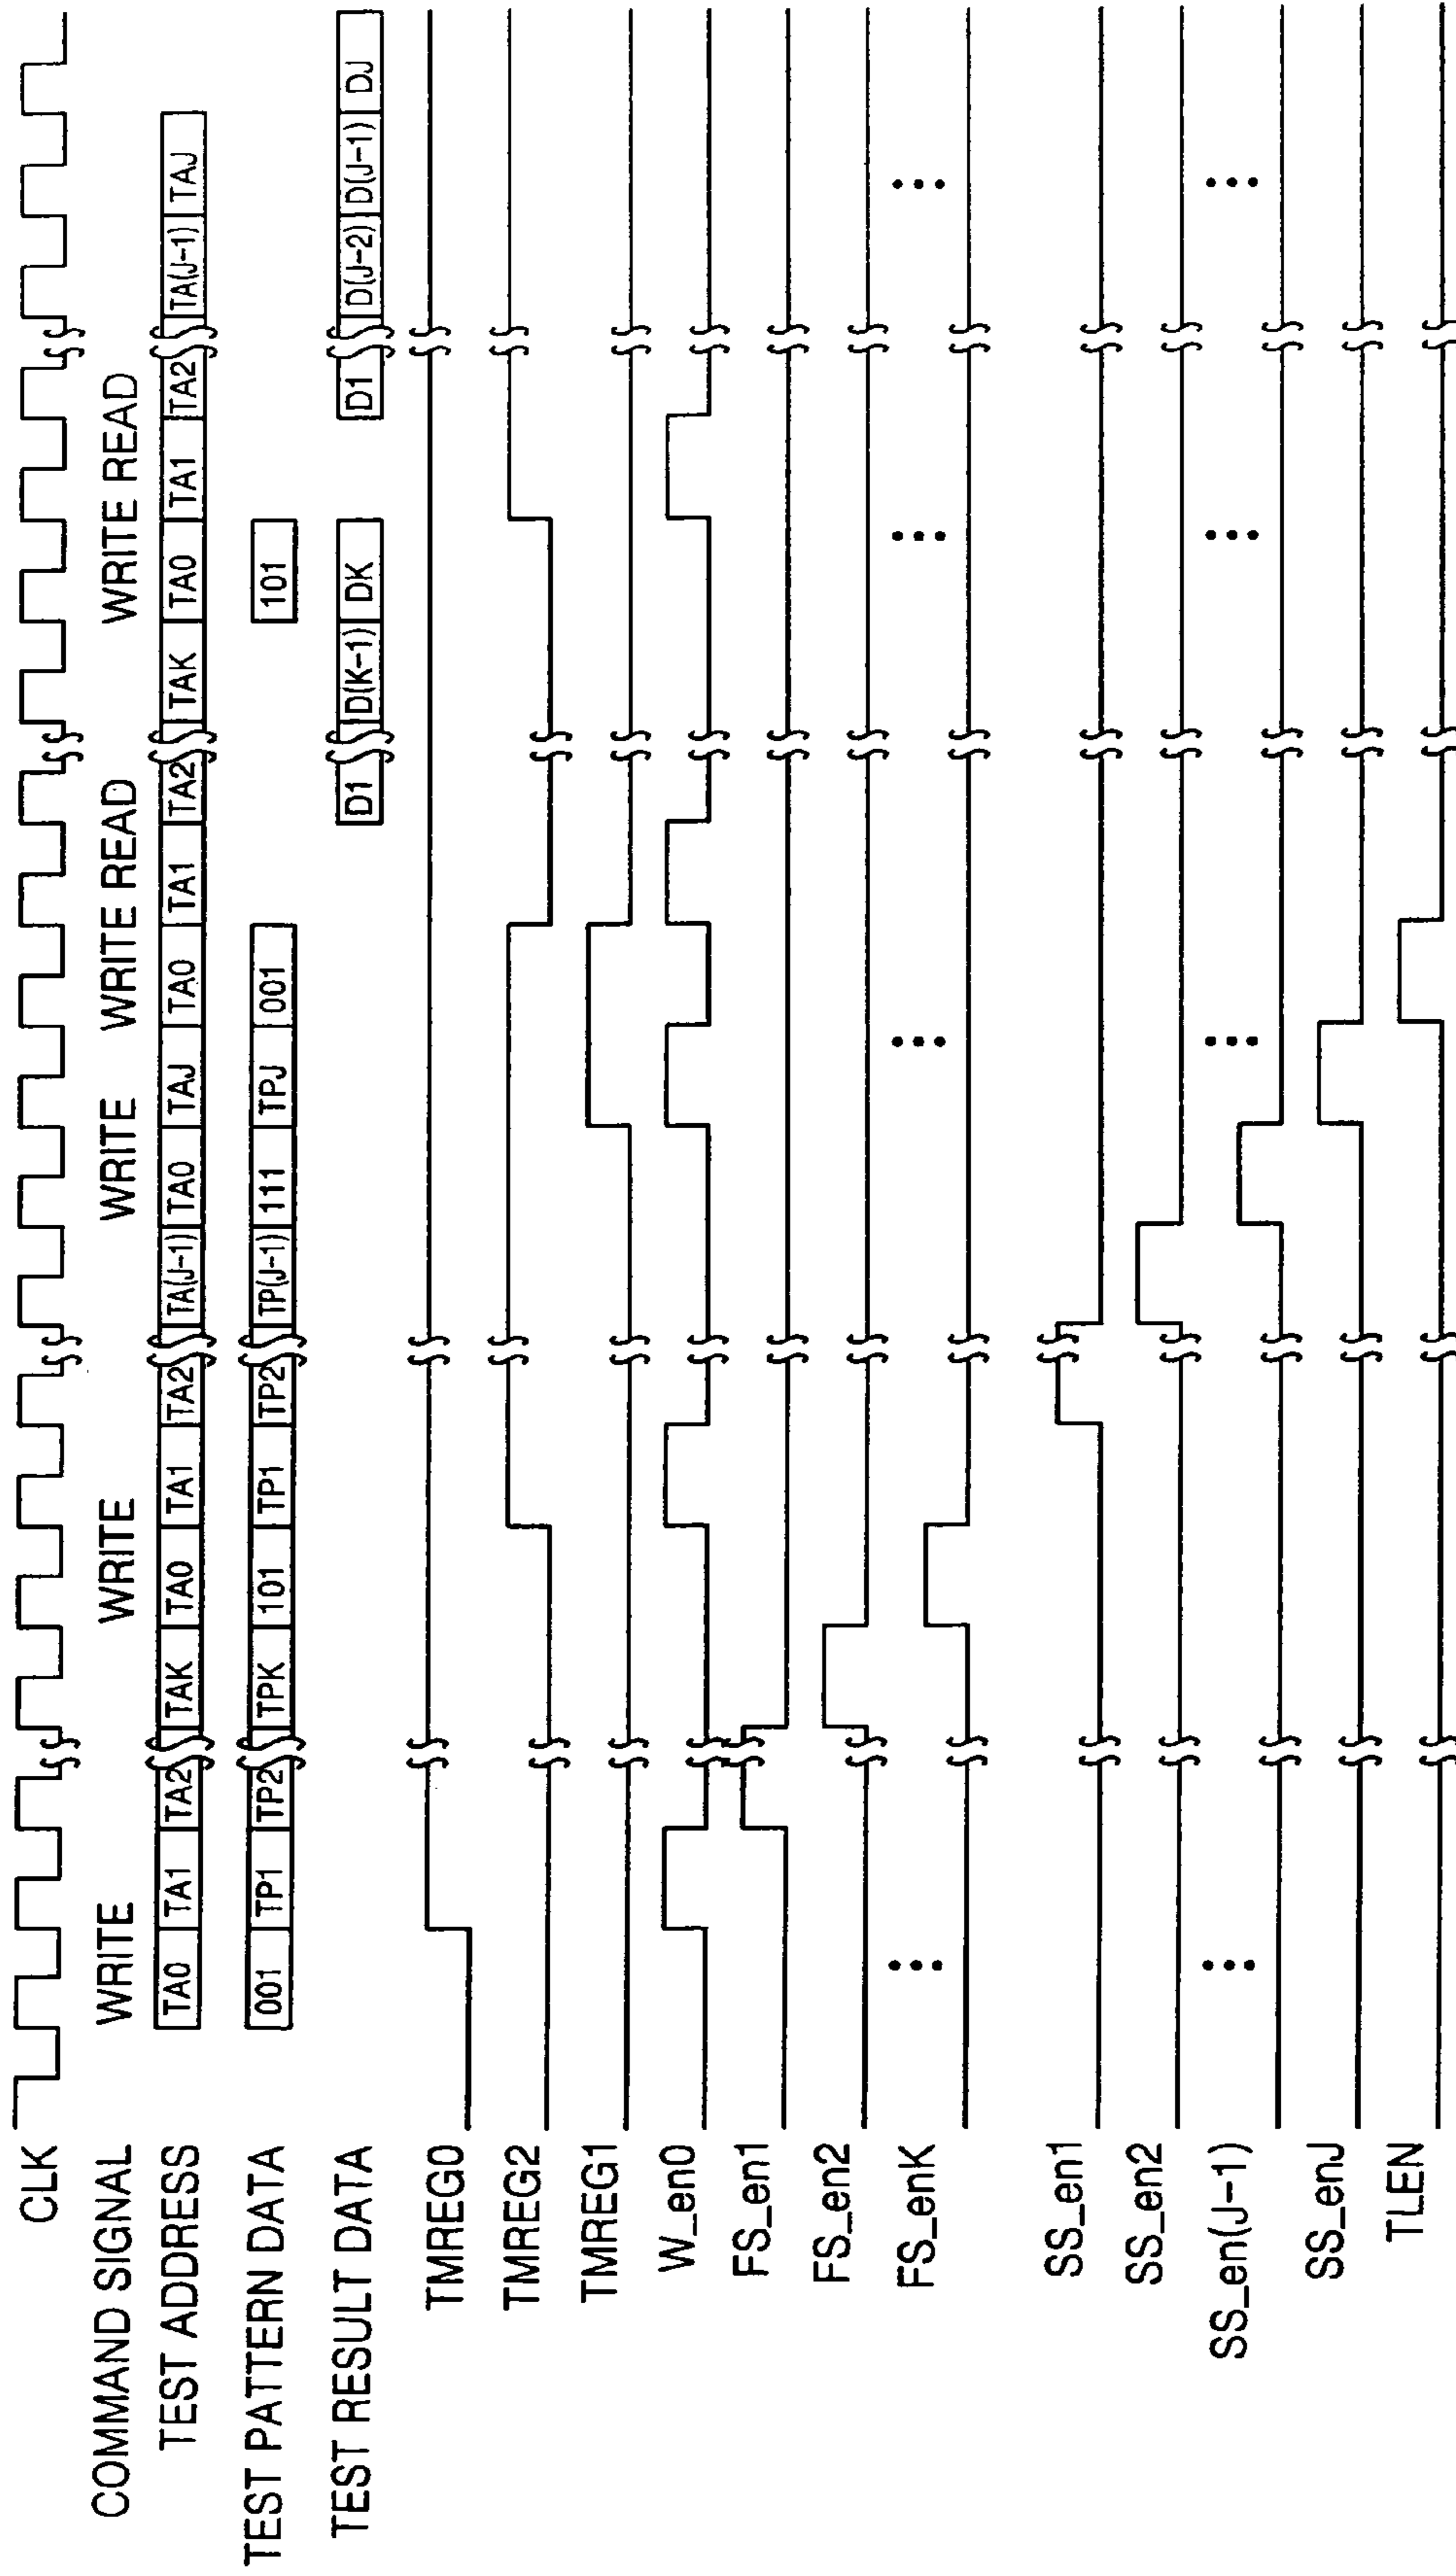 CLK
COMMAND SIGNAL WRITE WRITE WRITE WRITE READ WRITE READ
TEST ADDRESS TA0 TA1 TA2 TAK TA0 TA1 TA2 TA(J-1) TA0 TAJ TA0 TA1 TA2 TAK TA0 TA1 TA2 TA(J-1) TAJ
TEST PATTERN DATA 001 TP1 TP2 TPK 101 TP1 TP2 TP(J-1) 111 TPJ 001 101
TEST RESULT DATA D1 D(K-1) DK D1 D(J-2) D(J-1) DJ
TMREG0
TMREG2
TMREG1
W_en0
FS_en1
FS_en2
FS_enK
SS_en1
SS_en2
SS_en(J-1)
SS_enJ
TLEN